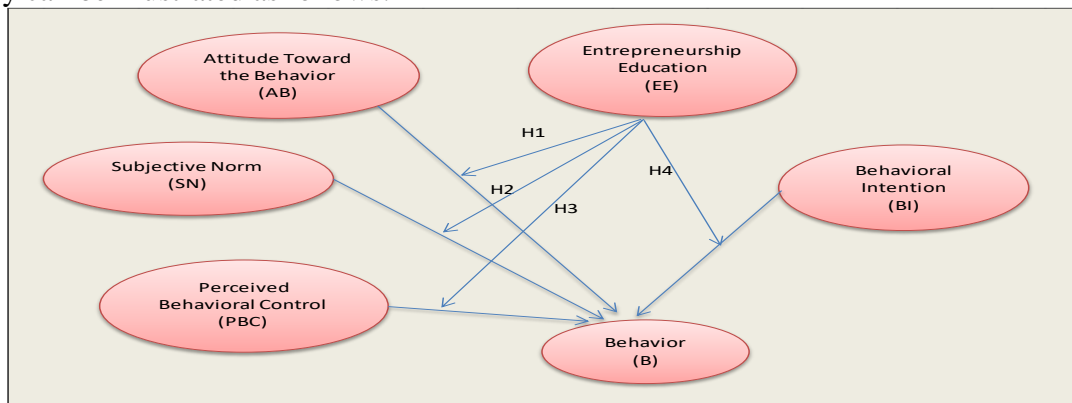 Attitude Toward
the Behavior
(AB)
Entrepreneurship
Education
(EE)
H1
Subjective Norm
(SN)
H2
H3
H4
Behavioral
Intention
(BI)
Perceived
Behavioral Control
(PBC)
Behavior
(B)